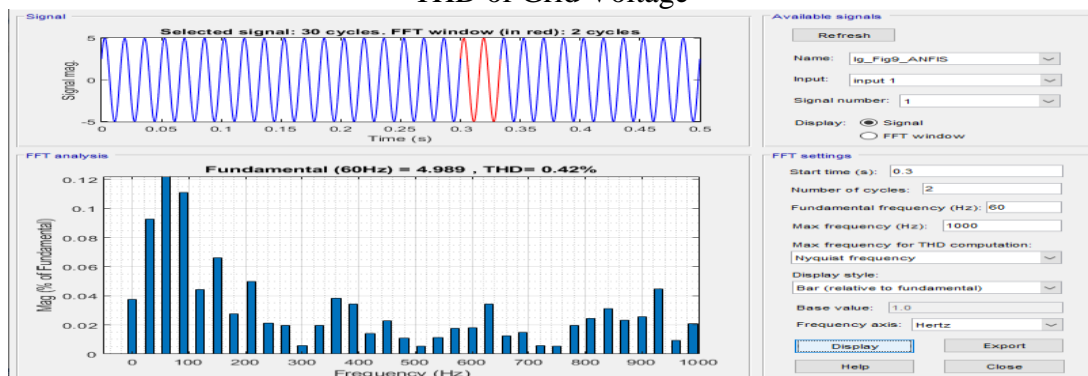 THD of Grid Voltage
Signal
Selected signal: 30 cycles. FFT window (in red): 2 cycles
5
0
-5
Signal mag.
0 0.05 0.1 0.15 0.2 0.25 0.3 0.35 0.4 0.45 0.5
Time (s)
FFT analysis
Fundamental (60Hz) = 4.989 , THD= 0.42%
0.12
0.1
0.08
0.06
0.04
0.02
0
Mag (% of Fundamental)
0 100 200 300 400 500 600 700 800 900 1000
Frequency (Hz)
Available signals
Refresh
Name: Ig_Fig9_ANFIS
Input: input 1
Signal number: 1
Display: Signal
FFT window
FFT settings
Start time (s): 0.3
Number of cycles: 2
Fundamental frequency (Hz): 60
Max frequency (Hz): 1000
Max frequency for THD computation:
Nyquist frequency
Display style:
Bar (relative to fundamental)
Base value: 1.0
Frequency axis: Hertz
Display Export
Help Close